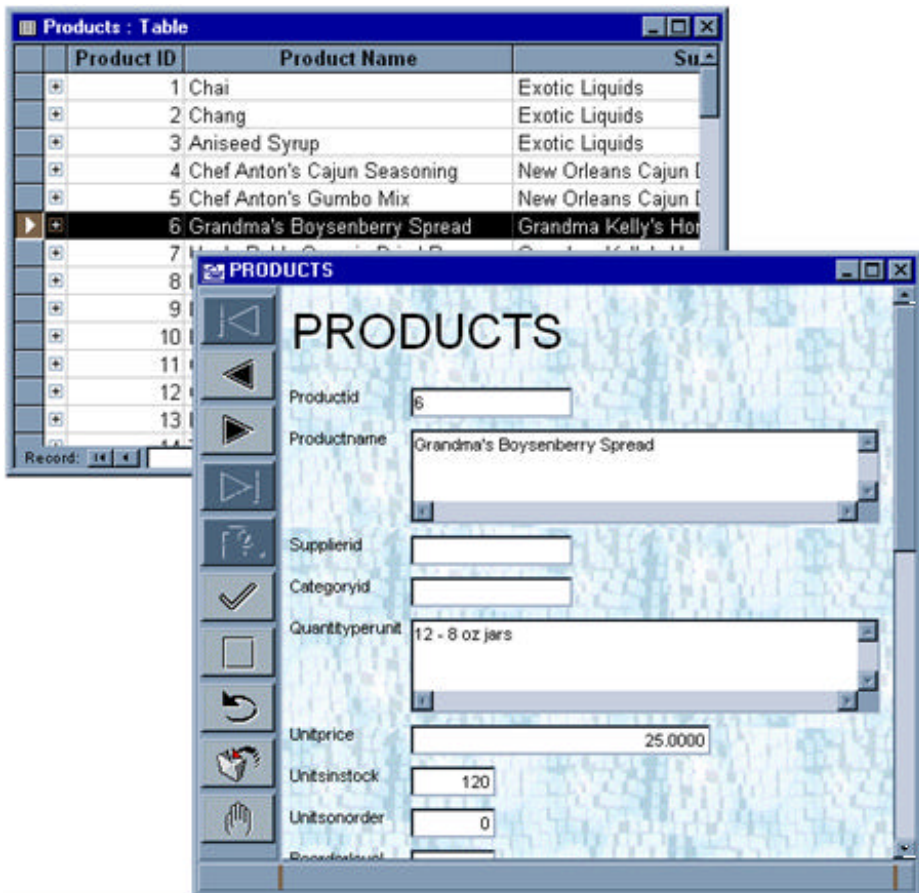 Products : Table
Product ID Product Name Su
1 Chai Exotic Liquids
2 Chang Exotic Liquids
3 Aniseed Syrup Exotic Liquids
4 Chef Anton's Cajun Seasoning New Orleans Cajun D
5 Chef Anton's Gumbo Mix New Orleans Cajun D
6 Grandma's Boysenberry Spread Grandma Kelly's Hor
7
8
9
10
11
12
13
Record:
PRODUCTS
PRODUCTS
Productid 6
Productname Grandma's Boysenberry Spread
Supplierid
Categoryid
Quantityperunit 12 - 8 oz jars
Unitprice 25.0000
Unitsinstock 120
Unitsonorder 0